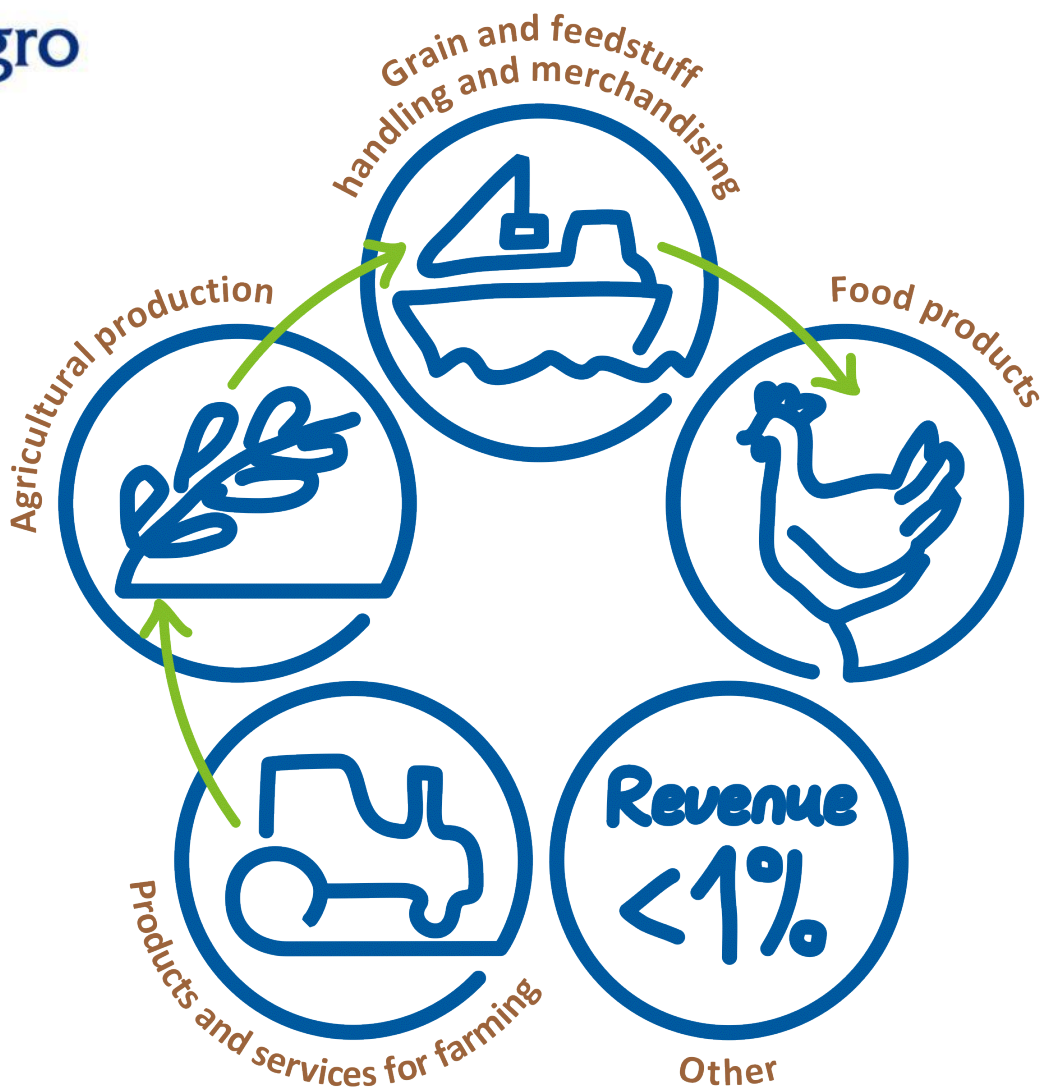 gro
Grain and feedstuff
handling and merchandising
Agricultural production
Food products
Products and services for farming
Revenue
<1%
Other